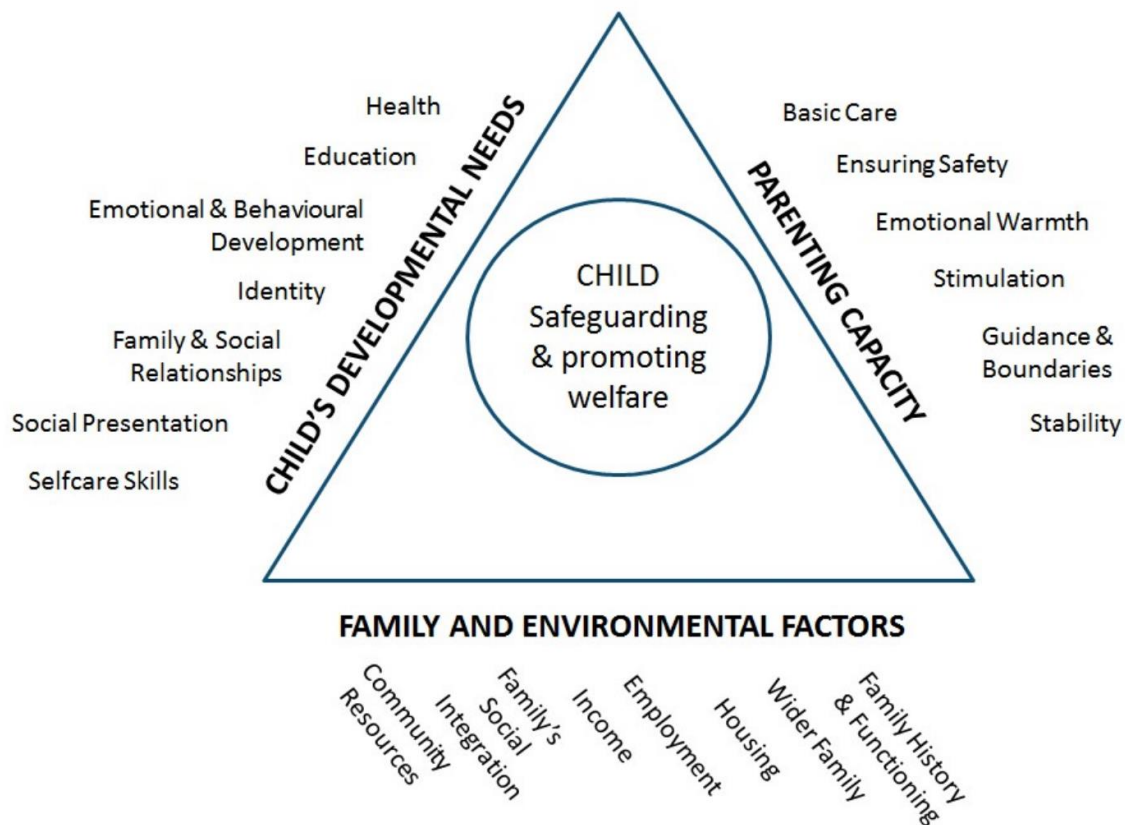 Health
Education
Emotional & Behavioural
Development
Identity
Family & Social
Relationships
Social Presentation
Selfcare Skills
CHILD'S DEVELOPMENTAL NEEDS
CHILD
Safeguarding
& promoting
welfare
PARENTING CAPACITY
Basic Care
Ensuring Safety
Emotional Warmth
Stimulation
Guidance &
Boundaries
Stability
FAMILY AND ENVIRONMENTAL FACTORS
Community
Resources
Family's
Social
Integration
Income
Employment
Housing
Wider Family
Family History
& Functioning